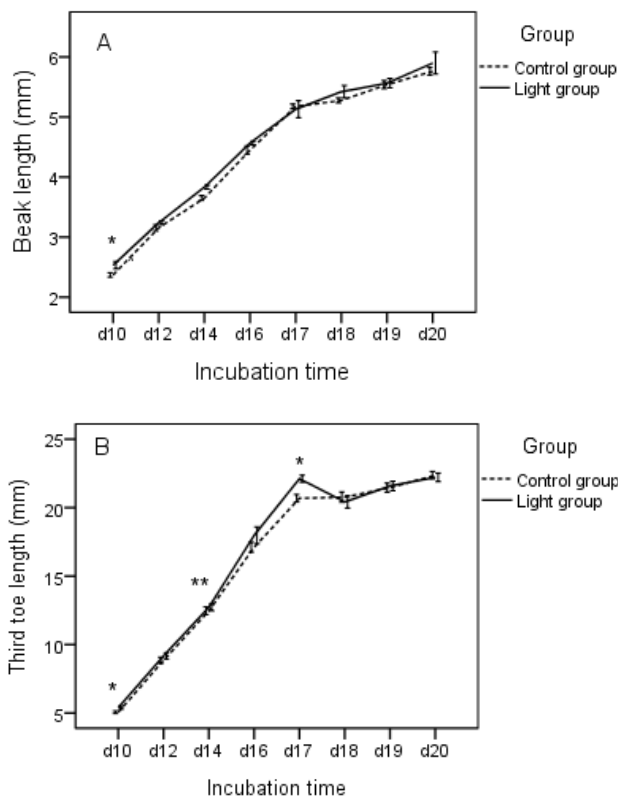 A
Group
Control group
Light group
Beak length (mm)
6
5
4
3
2
*
d10 d12 d14 d16 d17 d18 d19 d20
Incubation time
B
Group
Control group
Light group
Third toe length (mm)
25
20
15
10
5
*
**
*
d10 d12 d14 d16 d17 d18 d19 d20
Incubation time